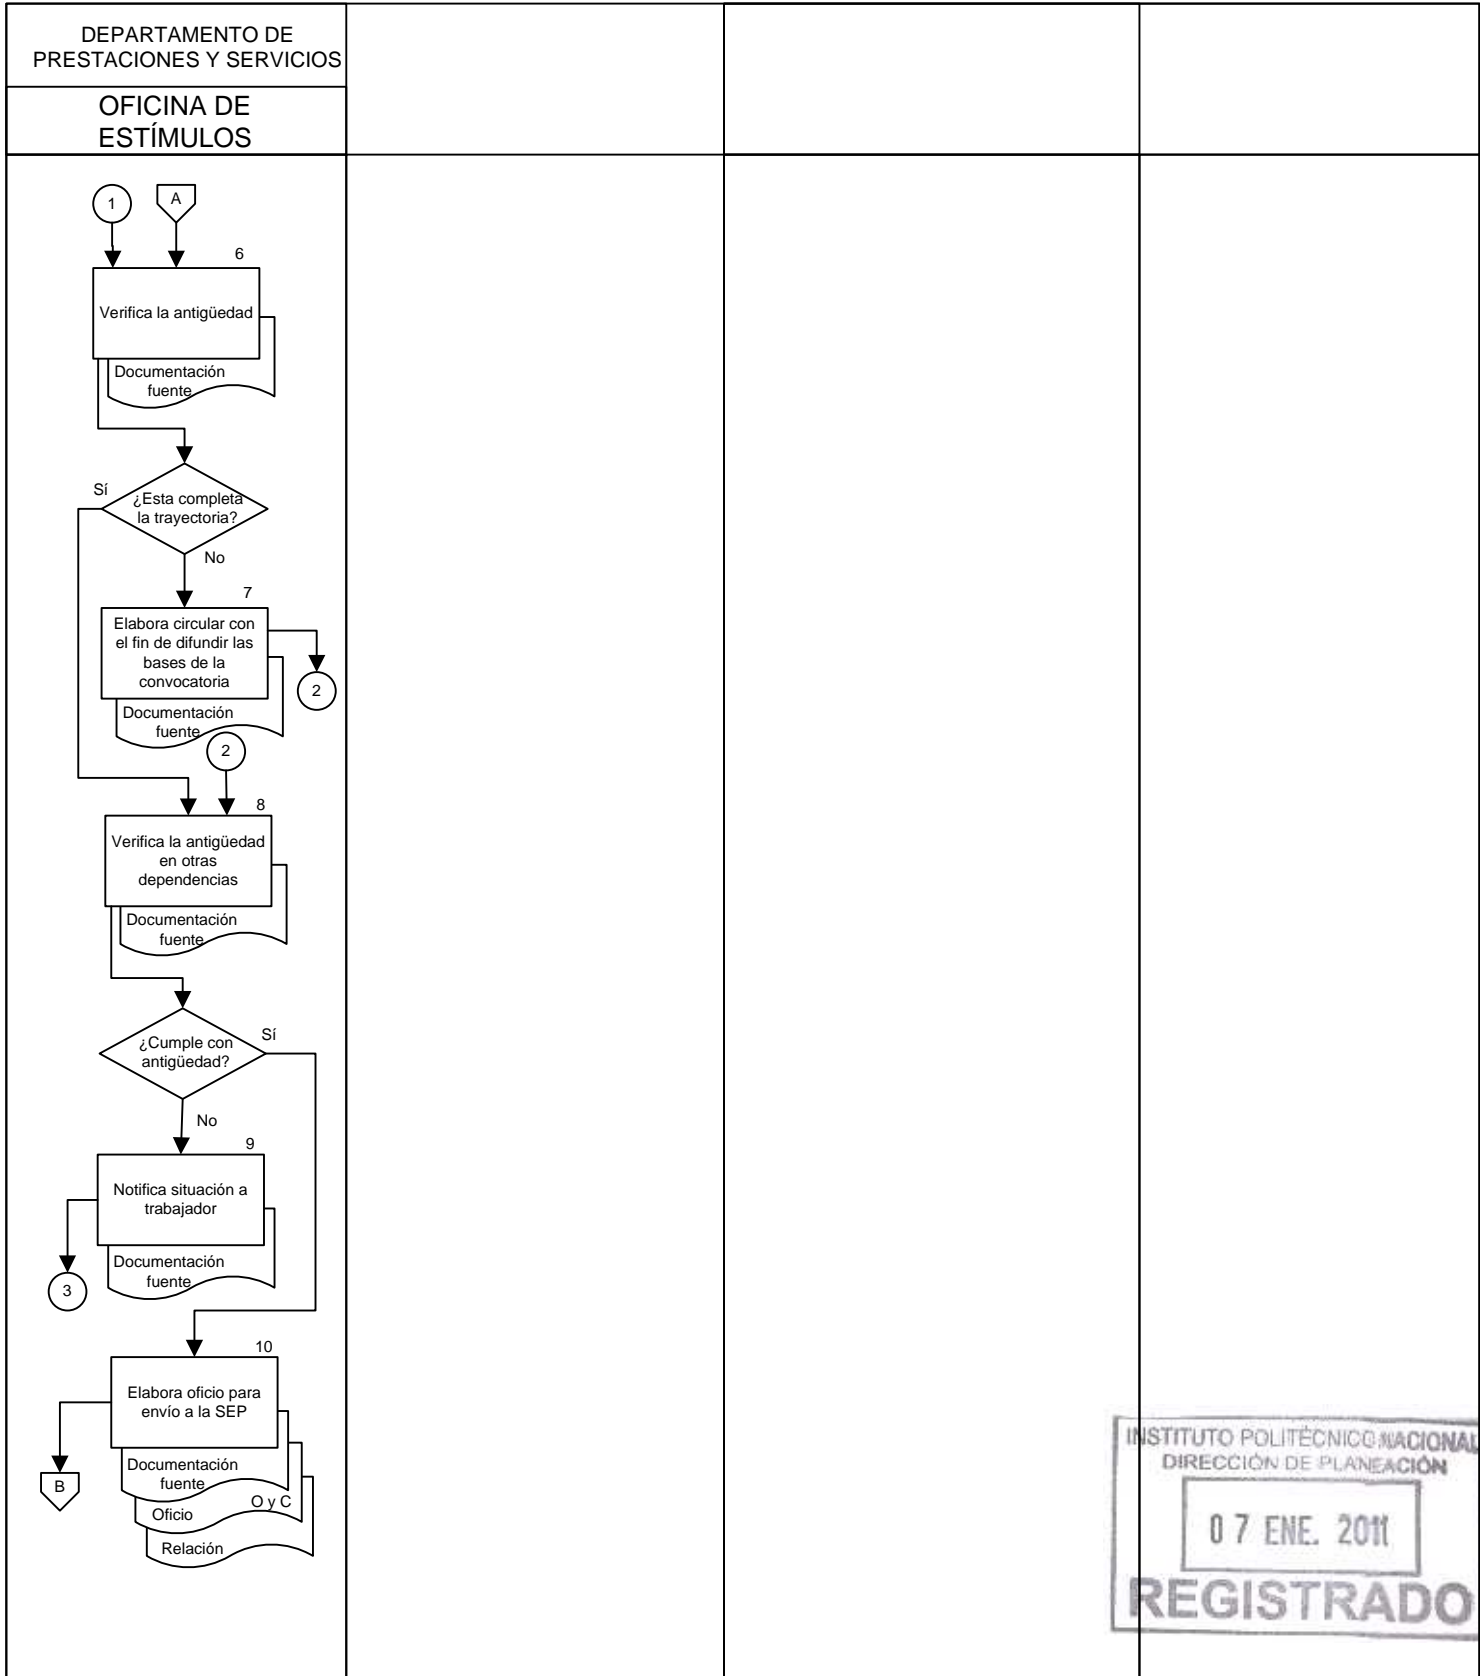 DEPARTAMENTO DE
PRESTACIONES Y SERVICIOS
OFICINA DE
ESTÍMULOS
1
A
6
Verifica la antigüedad
Documentación
fuente
Sí
¿Esta completa
la trayectoria?
No
7
Elabora circular con
el fin de difundir las
bases de la
convocatoria
2
Documentación
fuente
2
8
Verifica la antigüedad
en otras
dependencias
Documentación
fuente
¿Cumple con
antigüedad?
Sí
No
9
Notifica situación a
trabajador
Documentación
fuente
3
10
Elabora oficio para
envío a la SEP
Documentación
fuente
B
O y C
Oficio
Relación
INSTITUTO POLITÉCNICO NACIONAL
DIRECCIÓN DE PLANEACIÓN
0 7 ENE. 2011
REGISTRADO